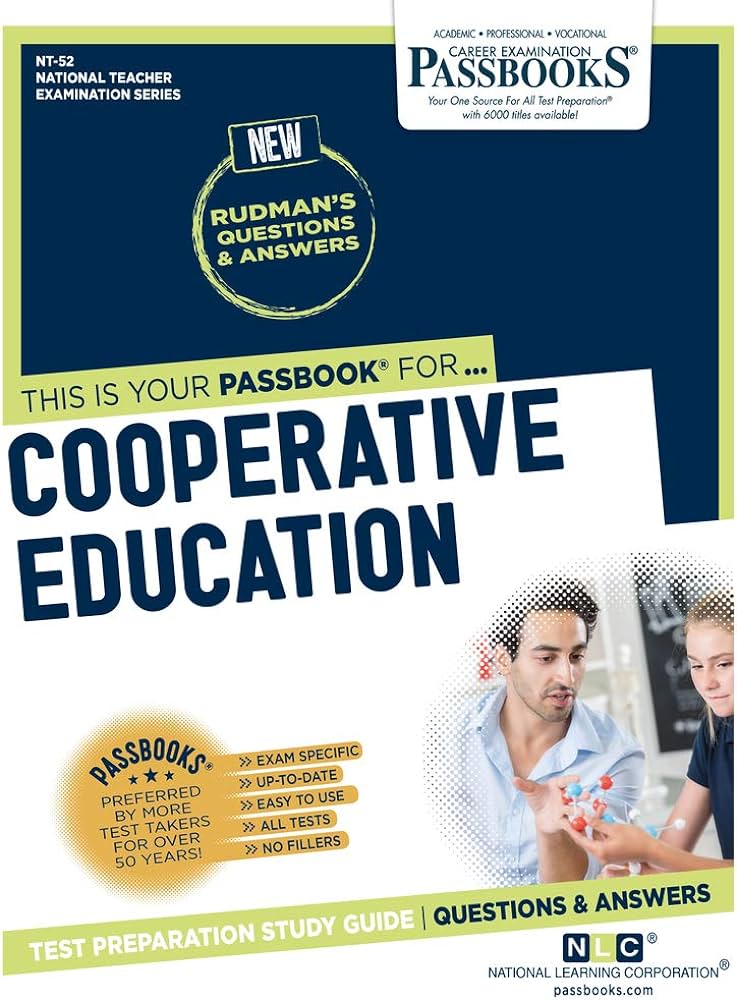 NT-52
NATIONAL TEACHER
EXAMINATION SERIES
ACADEMIC • PROFESSIONAL • VOCATIONAL
CAREER EXAMINATION
PASSBOOKS®
Your One Source For All Test Preparation®
with 6000 titles available!
NEW
RUDMAN'S
QUESTIONS
& ANSWERS
THIS IS YOUR PASSBOOK® FOR ...
COOPERATIVE
EDUCATION
PASSBOOKS®
PREFERRED
BY MORE
TEST TAKERS
FOR OVER
50 YEARS!
» EXAM SPECIFIC
» UP-TO-DATE
» EASY TO USE
» ALL TESTS
» NO FILLERS
TEST PREPARATION STUDY GUIDE | QUESTIONS & ANSWERS
NLC®
NATIONAL LEARNING CORPORATION®
passbooks.com